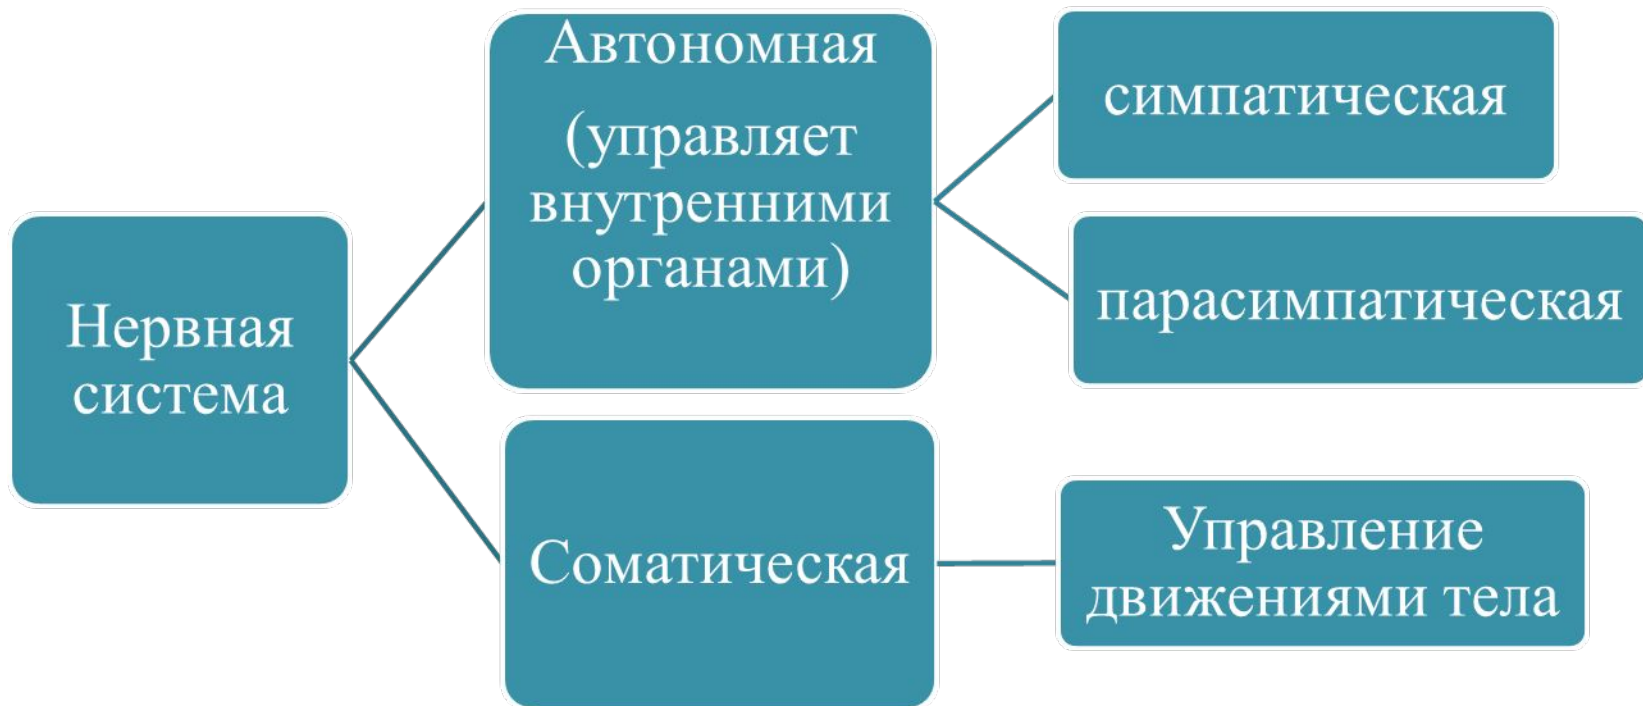 Нервная
система
Автономная
(управляет
внутренними
органами)
симпатическая
парасимпатическая
Соматическая
Управление
движениями тела